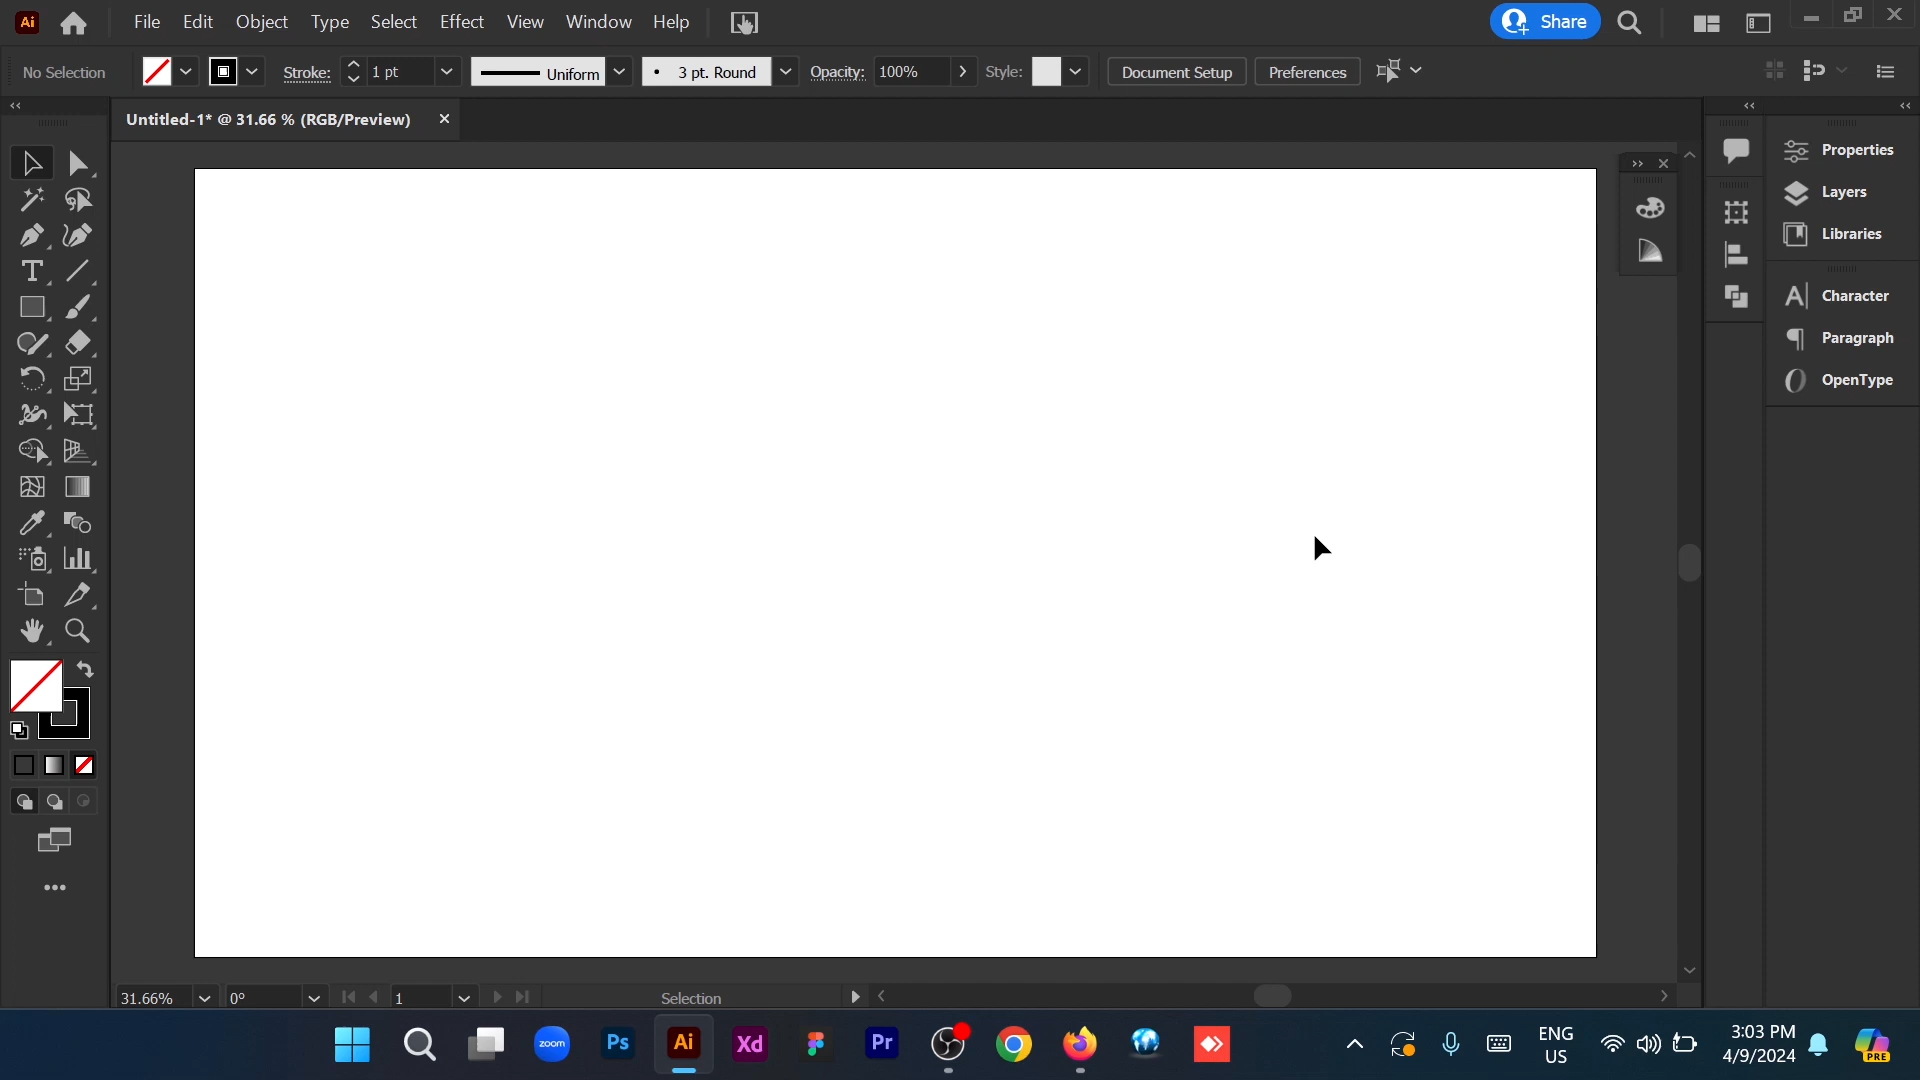 Ai File Edit Object Type Select Effect View Window Help Share
No Selection Stroke: 1 pt Uniform 3 pt. Round Opacity: 100% Style: Document Setup Preferences
Untitled-1* @ 31.66 % (RGB/Preview)
Properties
Layers
Libraries
Character
Paragraph
OpenType
31.66% 0° 1 Selection
zoom Ps Ai Xd Pr ENG 3:03 PM
US 4/9/2024 PRE